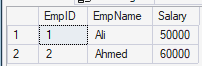 EmpID EmpName Salary
1 1 Ali 50000
2 2 Ahmed 60000